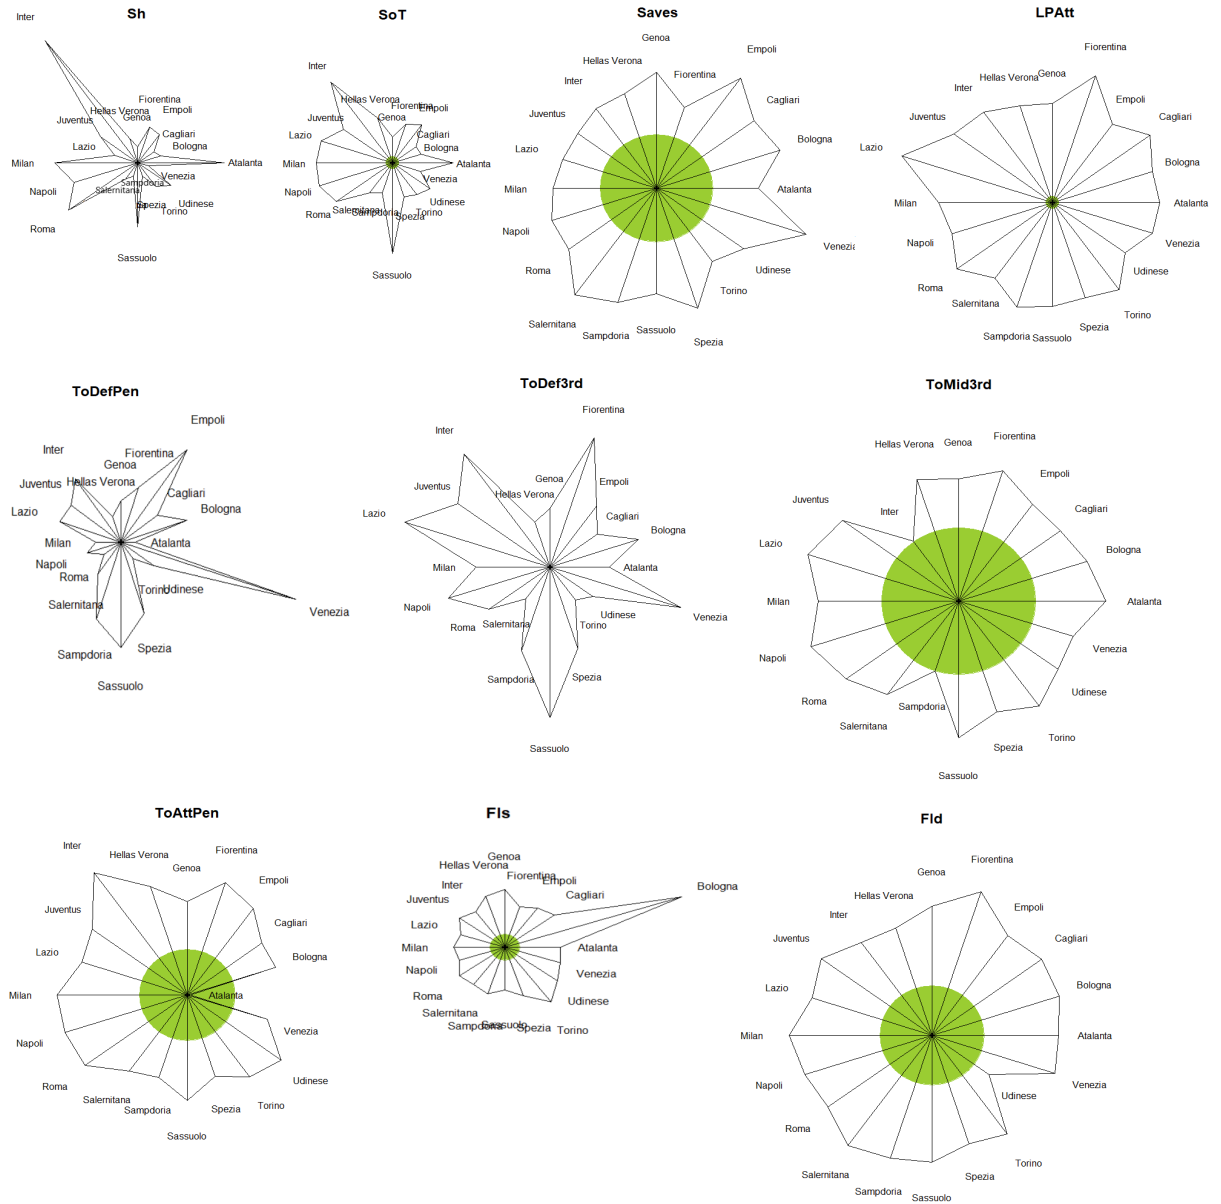 Sh
Inter
Fiorentina
Hellas Verona
Empoli
Juventus
Genoa
Cagliari
Lazio
Bologna
Milan
Atalanta
Venezia
Sampdoria
Napoli
Salernitana
Spezia
Udinese
Torino
Roma
Sassuolo
SoT
Inter
Hellas Verona
Fiorentina
Empoli
Juventus
Genoa
Lazio
Cagliari
Bologna
Milan
Atalanta
Venezia
Napoli
Udinese
Salernitana
Sampdoria
Torino
Roma
Spezia
Sassuolo
Saves
Genoa
Empoli
Hellas Verona
Fiorentina
Inter
Juventus
Cagliari
Lazio
Bologna
Milan
Atalanta
Napoli
Venezia
Roma
Udinese
Torino
Salernitana
Sampdoria
Sassuolo
Spezia
LPAtt
Fiorentina
Genoa
Hellas Verona
Inter
Empoli
Juventus
Cagliari
Lazio
Bologna
Milan
Atalanta
Napoli
Venezia
Roma
Udinese
Salernitana
Spezia
Torino
Sampdoria
Sassuolo
ToDefPen
Empoli
Inter
Fiorentina
Genoa
Juventus
Hellas Verona
Cagliari
Lazio
Bologna
Milan
Atalanta
Napoli
Roma
Torino
Udinese
Salernitana
Venezia
Sampdoria
Spezia
Sassuolo
ToDef3rd
Fiorentina
Inter
Genoa
Juventus
Hellas Verona
Empoli
Lazio
Cagliari
Bologna
Milan
Atalanta
Napoli
Udinese
Venezia
Roma
Salernitana
Torino
Sampdoria
Spezia
Sassuolo
ToMid3rd
Hellas Verona
Genoa
Fiorentina
Empoli
Juventus
Inter
Cagliari
Lazio
Bologna
Milan
Atalanta
Napoli
Venezia
Roma
Sampdoria
Udinese
Salernitana
Spezia
Torino
Sassuolo
ToAttPen
Inter
Hellas Verona
Genoa
Fiorentina
Empoli
Juventus
Cagliari
Lazio
Bologna
Milan
Atalanta
Napoli
Venezia
Roma
Udinese
Salernitana
Sampdoria
Spezia
Torino
Sassuolo
Fls
Genoa
Hellas Verona
Fiorentina
Inter
Empoli
Bologna
Juventus
Cagliari
Lazio
Milan
Atalanta
Napoli
Venezia
Roma
Udinese
Salernitana
Sampdoria
Sassuolo
Spezia
Torino
Fld
Fiorentina
Genoa
Hellas Verona
Inter
Empoli
Juventus
Cagliari
Lazio
Bologna
Milan
Atalanta
Napoli
Venezia
Roma
Udinese
Salernitana
Torino
Sampdoria
Spezia
Sassuolo